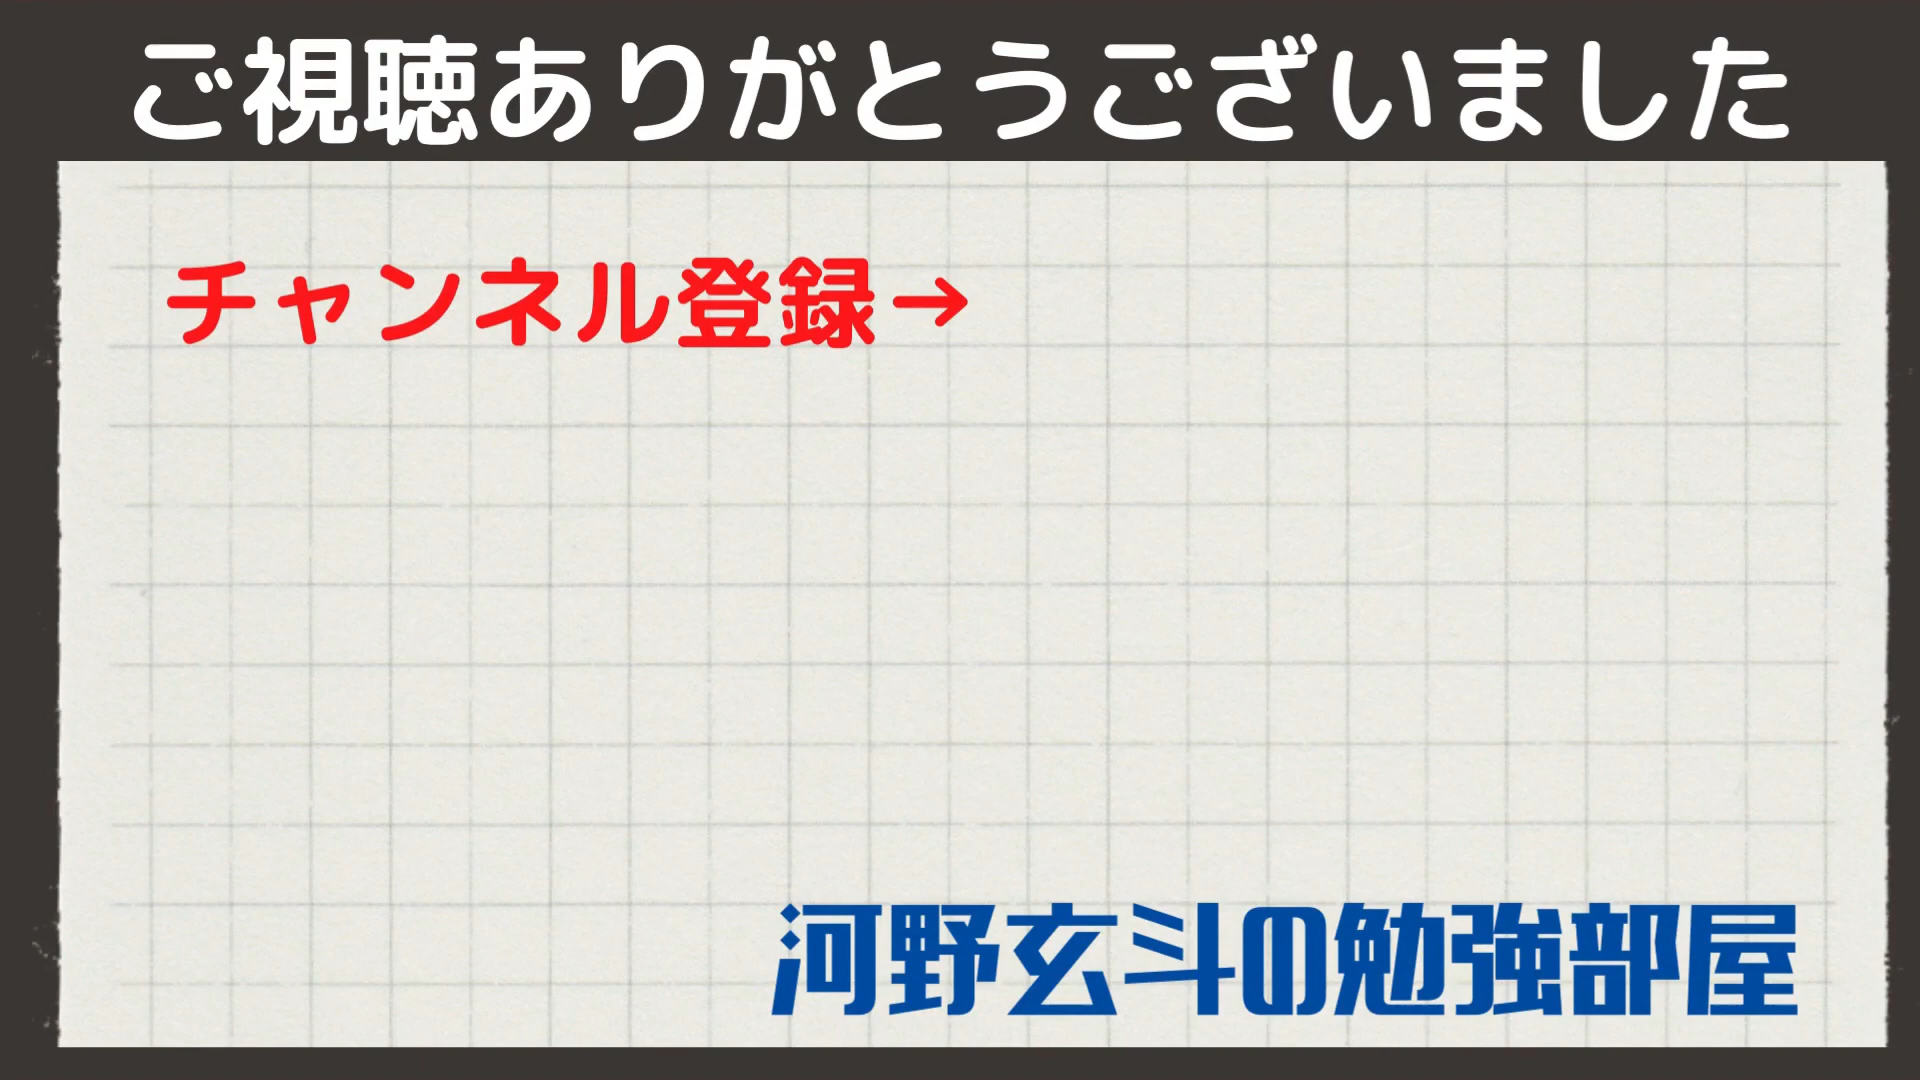 ご視聴ありがとうございました
チャンネル登録→
河野玄斗の勉強部屋